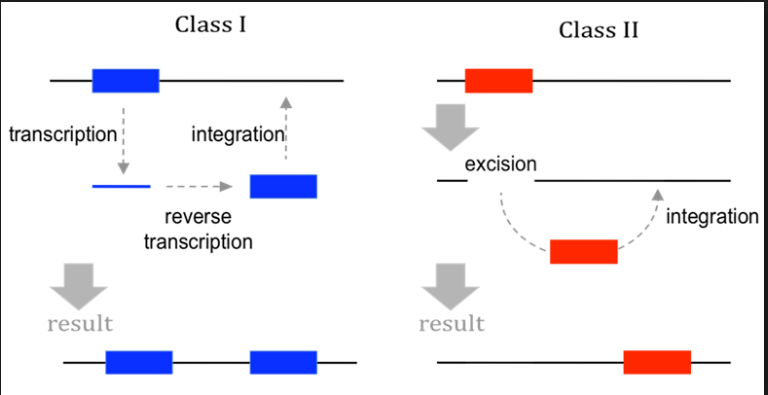 Class I
transcription
integration
reverse
transcription
result
Class II
excision
integration
result